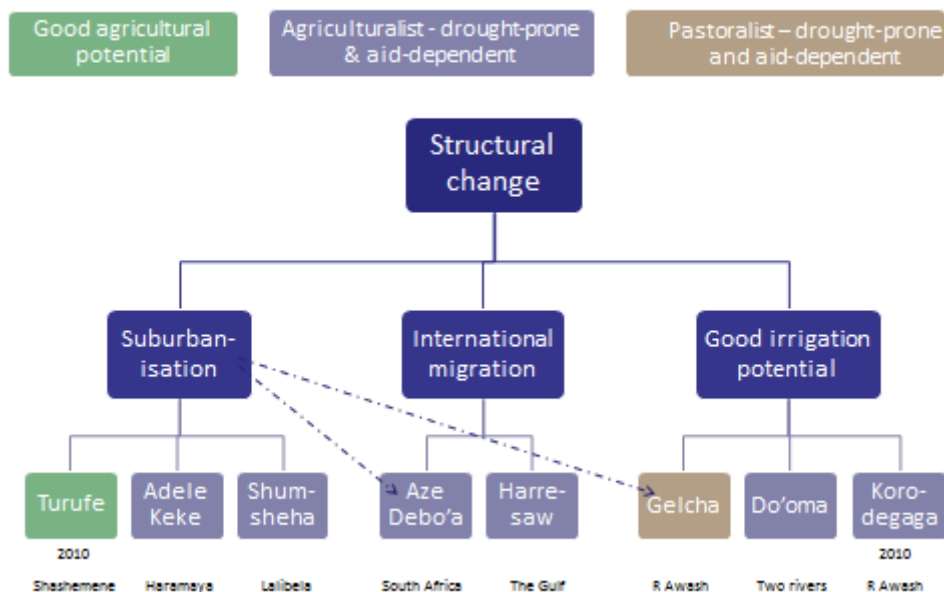 Good agricultural
potential
Agriculturalist - drought-prone
& aid-dependent
Pastoralist – drought-prone
and aid-dependent
Structural
change
Suburban-
isation
International
migration
Good irrigation
potential
Turufe
Adele
Keke
Shum-
sheha
Aze
Debo'a
Harre-
saw
Gelcha
Do'oma
Koro-
degaga
2010
2010
Shashemene
Haramaya
Lalibela
South Africa
The Gulf
R Awash
Two rivers
R Awash